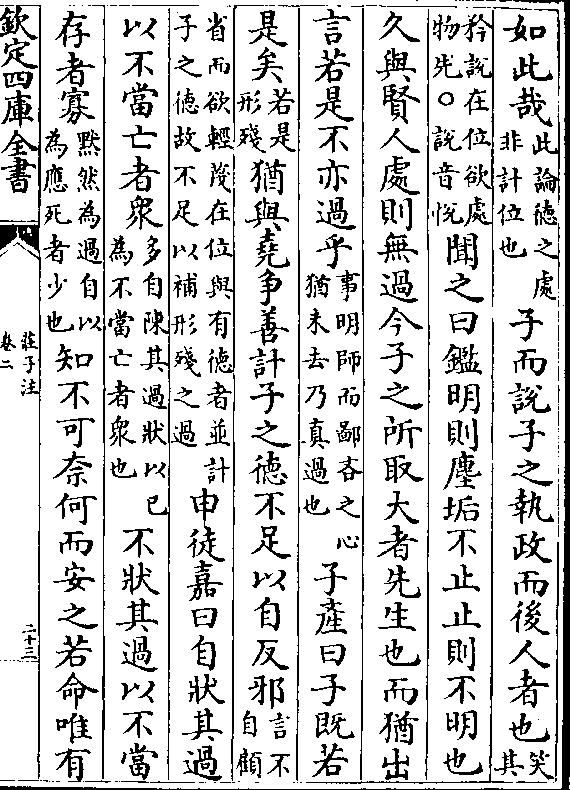 如此哉此論德之處非計位也子而說子之執政而後人者也笑其
矜說在位欲處物先○說音悅聞之曰鑑明則塵垢不止止則不明也
久與賢人處則無過今子之所取大者先生也而猶出
言若是不亦過乎事明師而鄙吝之心猶未去乃真過也子產曰子既若
是矣若是形殘猶與堯争善計子之德不足以自反邪言不自顧
省而欲輕蔑在位與有德者並計子之德故不足以補形殘之過申徒嘉曰自狀其過
以不當亡者衆多自陳其過狀以己為不當亡者衆也不狀其過以不當
存者寡黙然為過自以為應死者少也知不可奈何而安之若命唯有
欽定四庫全書
莊子注
卷二
二十三